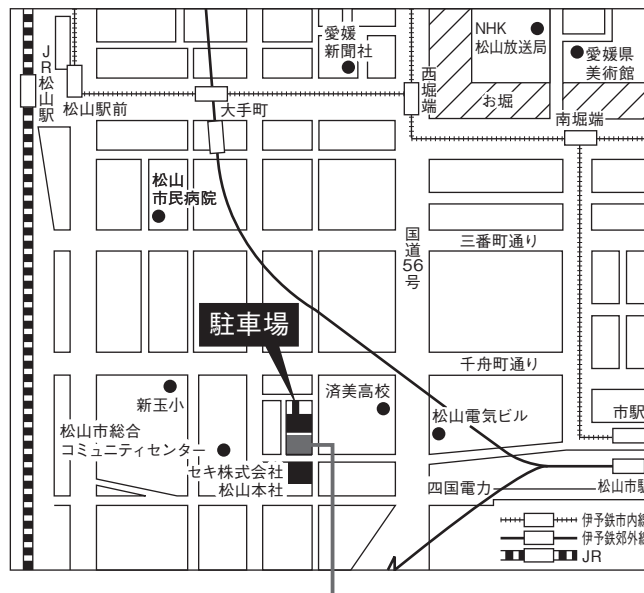 JR松山駅
松山駅前
愛媛
新聞社
大手町
西堀端
NHK
松山放送局
お堀
愛媛県
美術館
南堀端
松山
市民病院
国道56号
三番町通り
駐車場
千舟町通り
新玉小
済美高校
松山電気ビル
市駅
松山市総合
コミュニティセンター
セキ株式会社
松山本社
四国電力
松山市駅
伊予鉄市内線
伊予鉄郊外線
JR